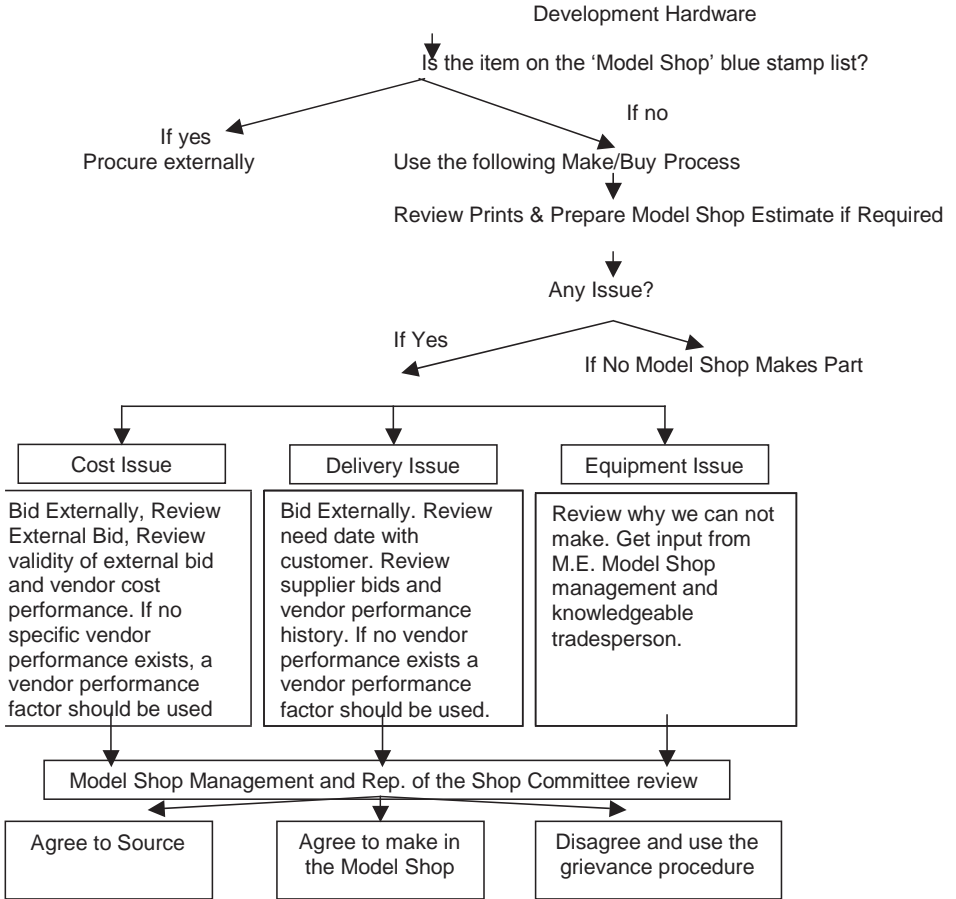 Development Hardware
Is the item on the ‘Model Shop’ blue stamp list?
If no
If yes
Procure externally
Use the following Make/Buy Process
Review Prints & Prepare Model Shop Estimate if Required
Any Issue?
If Yes
If No Model Shop Makes Part
Cost Issue
Bid Externally, Review
External Bid, Review
validity of external bid
and vendor cost
performance. If no
specific vendor
performance exists, a
vendor performance
factor should be used
Delivery Issue
Bid Externally. Review
need date with
customer. Review
supplier bids and
vendor performance
history. If no vendor
performance exists a
vendor performance
factor should be used.
Equipment Issue
Review why we can not
make. Get input from
M.E. Model Shop
management and
knowledgeable
tradesperson.
Model Shop Management and Rep. of the Shop Committee review
Agree to Source
Agree to make in
the Model Shop
Disagree and use the
grievance procedure